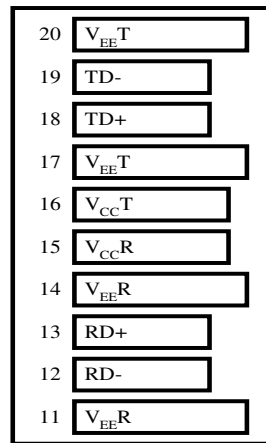 20 VEET
19 TD-
18 TD+
17 VEET
16 VCCT
15 VCCR
14 VEER
13 RD+
12 RD-
11 VEER